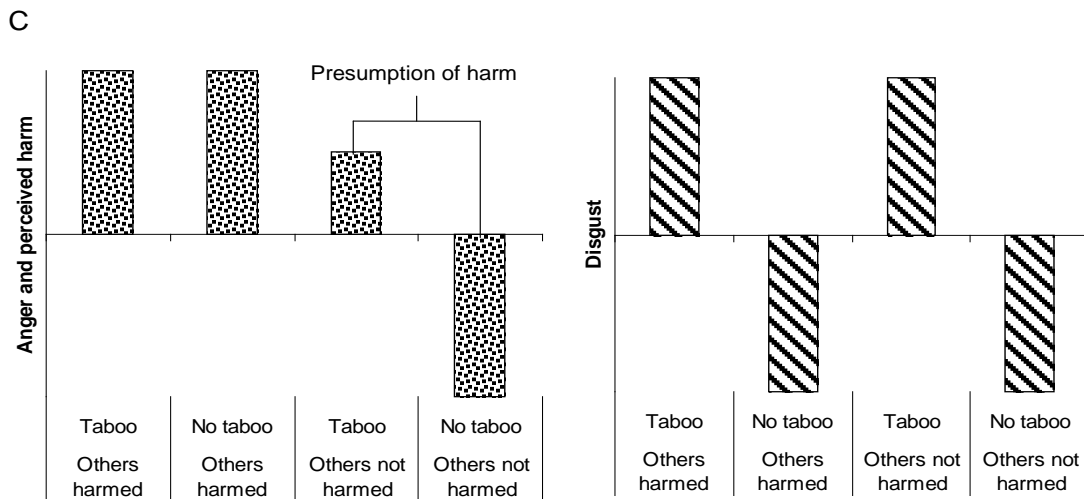 C
Presumption of harm
Anger and perceived harm
Taboo
No taboo
Taboo
No taboo
Others
harmed
Others
harmed
Others not
harmed
Others not
harmed
Disgust
Taboo
No taboo
Taboo
No taboo
Others
harmed
Others
harmed
Others not
harmed
Others not
harmed